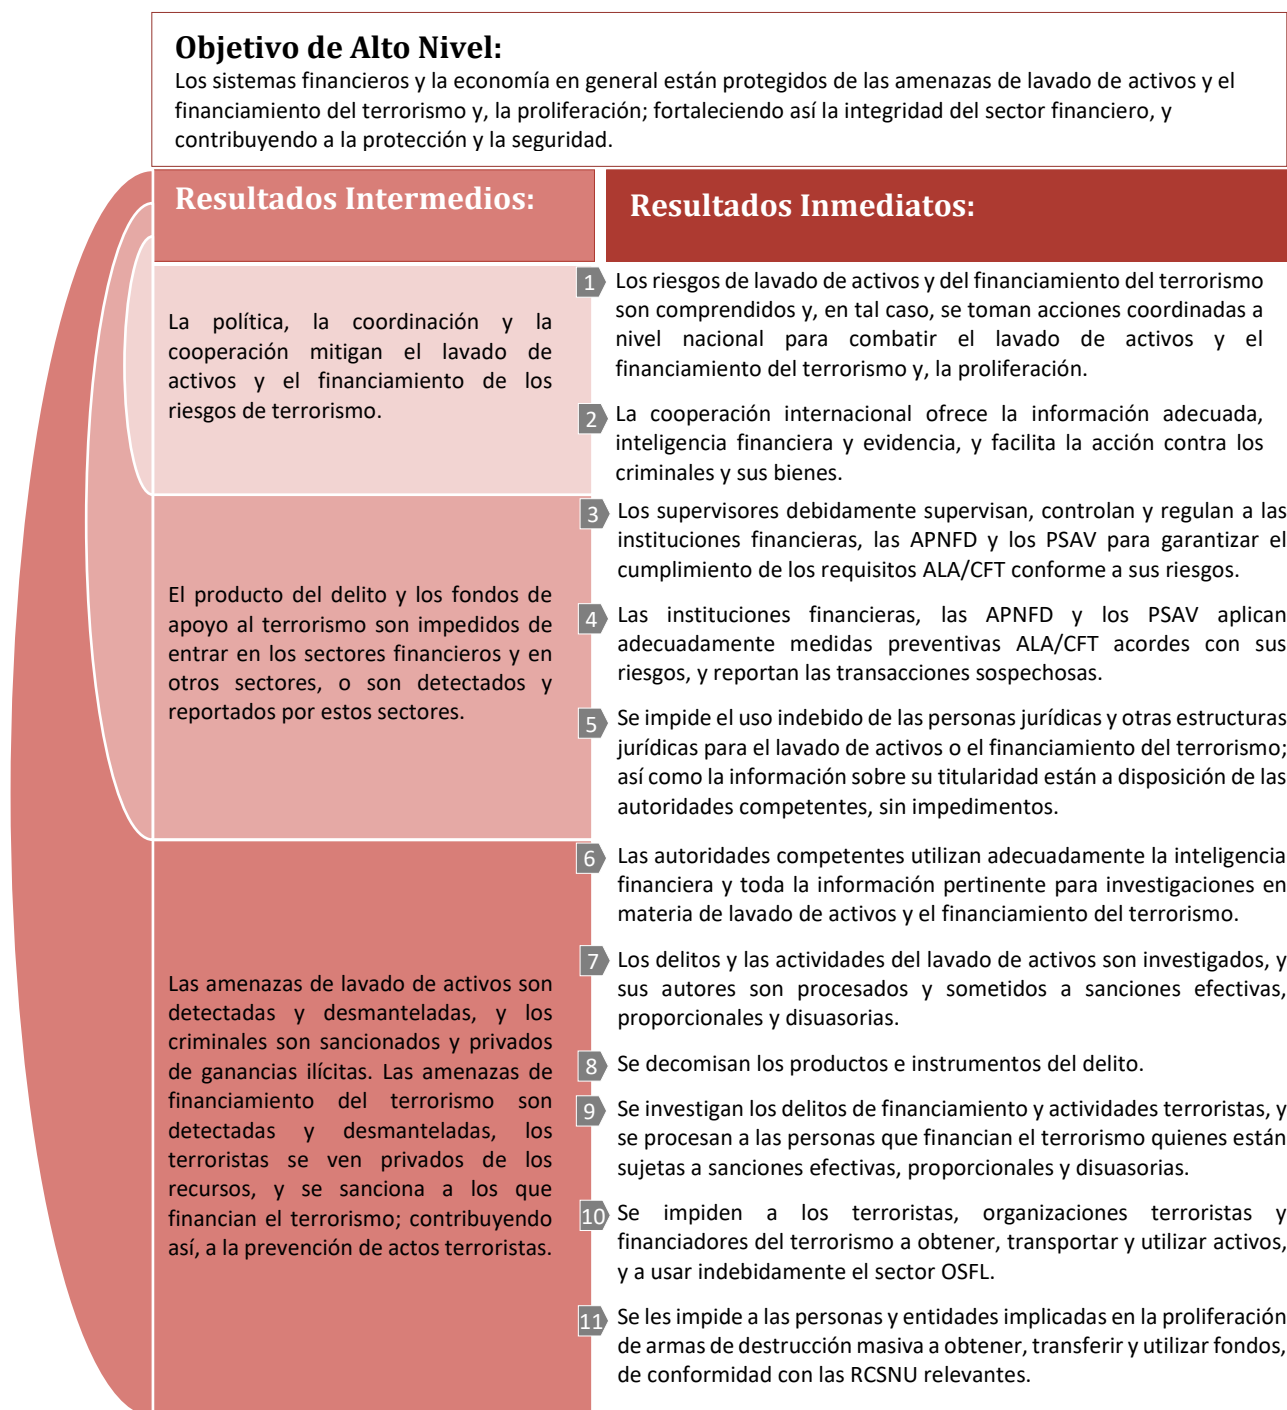 Objetivo de Alto Nivel:
Los sistemas financieros y la economía en general están protegidos de las amenazas de lavado de activos y el
financiamiento del terrorismo y, la proliferación; fortaleciendo así la integridad del sector financiero, y
contribuyendo a la protección y la seguridad.
Resultados Intermedios:
Resultados Inmediatos:
La política, la coordinación y la
cooperación mitigan el lavado de
activos y el financiamiento de los
riesgos de terrorismo.
1 Los riesgos de lavado de activos y del financiamiento del terrorismo
son comprendidos y, en tal caso, se toman acciones coordinadas a
nivel nacional para combatir el lavado de activos y el
financiamiento del terrorismo y, la proliferación.
2 La cooperación internacional ofrece la información adecuada,
inteligencia financiera y evidencia, y facilita la acción contra los
criminales y sus bienes.
El producto del delito y los fondos de
apoyo al terrorismo son impedidos de
entrar en los sectores financieros y en
otros sectores, o son detectados y
reportados por estos sectores.
3 Los supervisores debidamente supervisan, controlan y regulan a las
instituciones financieras, las APNFD y los PSAV para garantizar el
cumplimiento de los requisitos ALA/CFT conforme a sus riesgos.
4 Las instituciones financieras, las APNFD y los PSAV aplican
adecuadamente medidas preventivas ALA/CFT acordes con sus
riesgos, y reportan las transacciones sospechosas.
5 Se impide el uso indebido de las personas jurídicas y otras estructuras
jurídicas para el lavado de activos o el financiamiento del terrorismo;
así como la información sobre su titularidad están a disposición de las
autoridades competentes, sin impedimentos.
Las amenazas de lavado de activos son
detectadas y desmanteladas, y los
criminales son sancionados y privados
de ganancias ilícitas. Las amenazas de
financiamiento del terrorismo son
detectadas y desmanteladas, los
terroristas se ven privados de los
recursos, y se sanciona a los que
financian el terrorismo; contribuyendo
así, a la prevención de actos terroristas.
6 Las autoridades competentes utilizan adecuadamente la inteligencia
financiera y toda la información pertinente para investigaciones en
materia de lavado de activos y el financiamiento del terrorismo.
7 Los delitos y las actividades del lavado de activos son investigados, y
sus autores son procesados y sometidos a sanciones efectivas,
proporcionales y disuasorias.
8 Se decomisan los productos e instrumentos del delito.
9 Se investigan los delitos de financiamiento y actividades terroristas, y
se procesan a las personas que financian el terrorismo quienes están
sujetas a sanciones efectivas, proporcionales y disuasorias.
10 Se impiden a los terroristas, organizaciones terroristas y
financiadores del terrorismo a obtener, transportar y utilizar activos,
y a usar indebidamente el sector OSFL.
11 Se les impide a las personas y entidades implicadas en la proliferación
de armas de destrucción masiva a obtener, transferir y utilizar fondos,
de conformidad con las RCSNU relevantes.